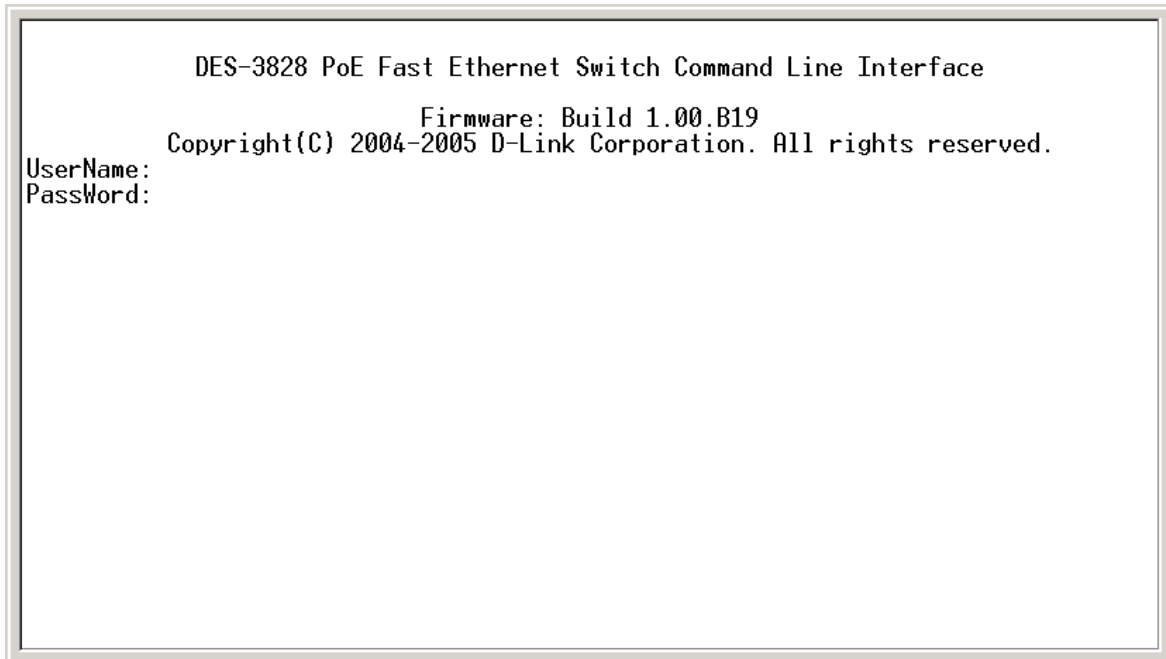 DES-3828 PoE Fast Ethernet Switch Command Line Interface
Firmware: Build 1.00.B19
Copyright(C) 2004-2005 D-Link Corporation. All rights reserved.
UserName:
PassWord: